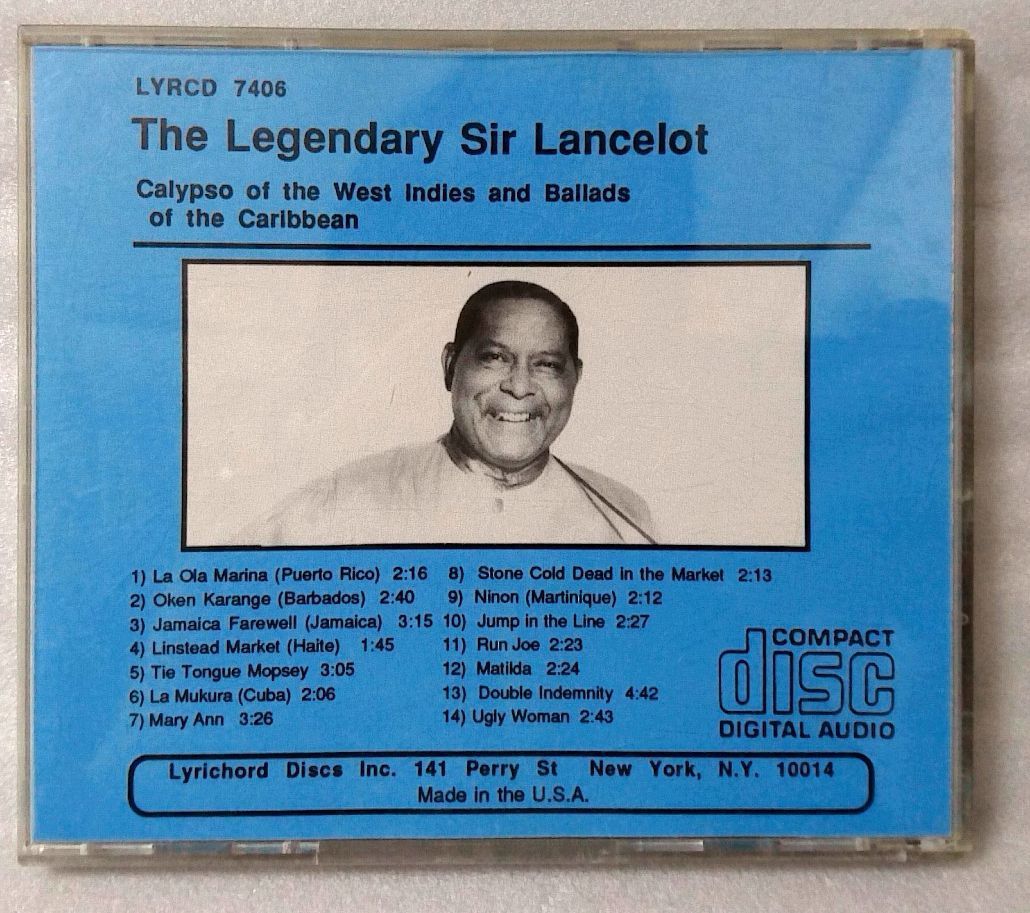 LYRCD 7406
The Legendary Sir Lancelot
Calypso of the West Indies and Ballads
of the Caribbean
1) La Ola Marina (Puerto Rico) 2:16
2) Oken Karange (Barbados) 2:40
3) Jamaica Farewell (Jamaica) 3:15
4) Linstead Market (Haite) 1:45
5) Tie Tongue Mopsey 3:05
6) La Mukura (Cuba) 2:06
7) Mary Ann 3:26
8) Stone Cold Dead in the Market 2:13
9) Ninon (Martinique) 2:12
10) Jump in the Line 2:27
11) Run Joe 2:23
12) Matilda 2:24
13) Double Indemnity 4:42
14) Ugly Woman 2:43
COMPACT
disc
DIGITAL AUDIO
Lyrichord Discs Inc. 141 Perry St New York, N.Y. 10014
Made in the U.S.A.